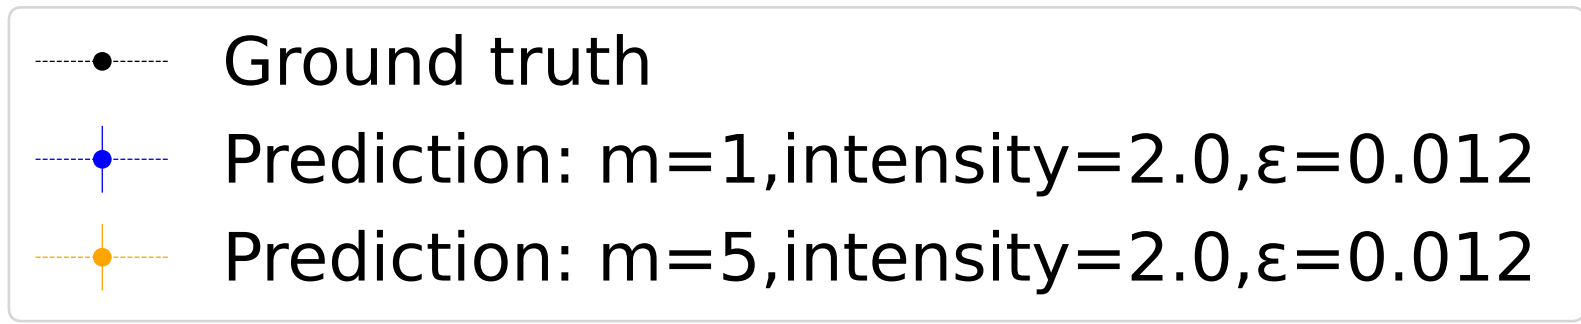 Ground truth
Prediction: m=1,intensity=2.0,ε=0.012
Prediction: m=5,intensity=2.0,ε=0.012